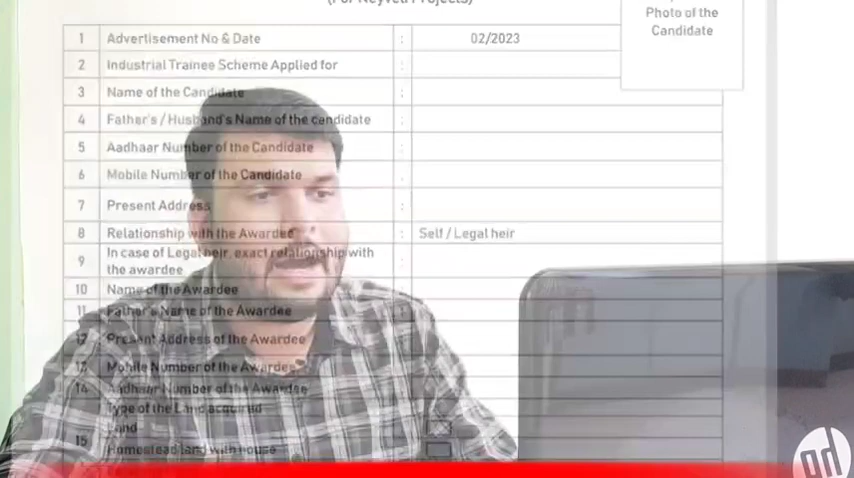 (For Neyveli Projects)
Photo of the
Candidate
1 Advertisement No & Date : 02/2023
2 Industrial Trainee Scheme Applied for :
3 Name of the Candidate :
4 Father's / Husband's Name of the candidate :
5 Aadhaar Number of the Candidate :
6 Mobile Number of the Candidate :
7 Present Address :
8 Relationship with the Awardee : Self / Legal heir
9 In case of Legal heir, exact relationship with
the awardee :
10 Name of the Awardee
11 Father's Name of the Awardee
12 Present Address of the Awardee
13 Mobile Number of the Awardee
14 Aadhaar Number of the Awardee
Type of the Land acquired
Land
15
Homestead land with house
hp